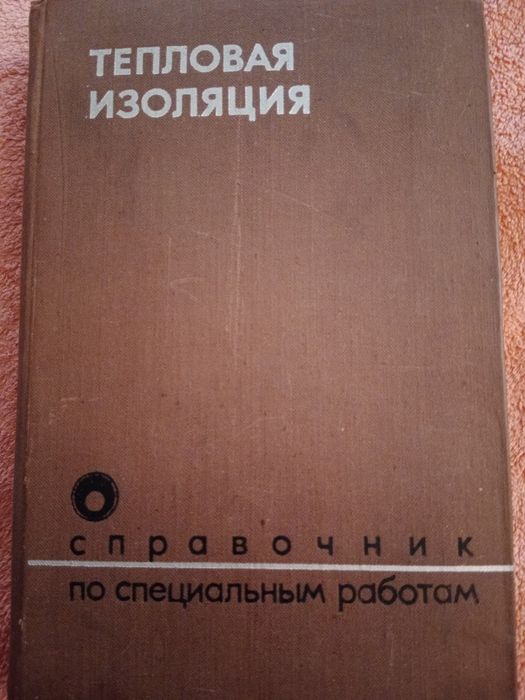 ТЕПЛОВАЯ
ИЗОЛЯЦИЯ
справочник
по специальным работам